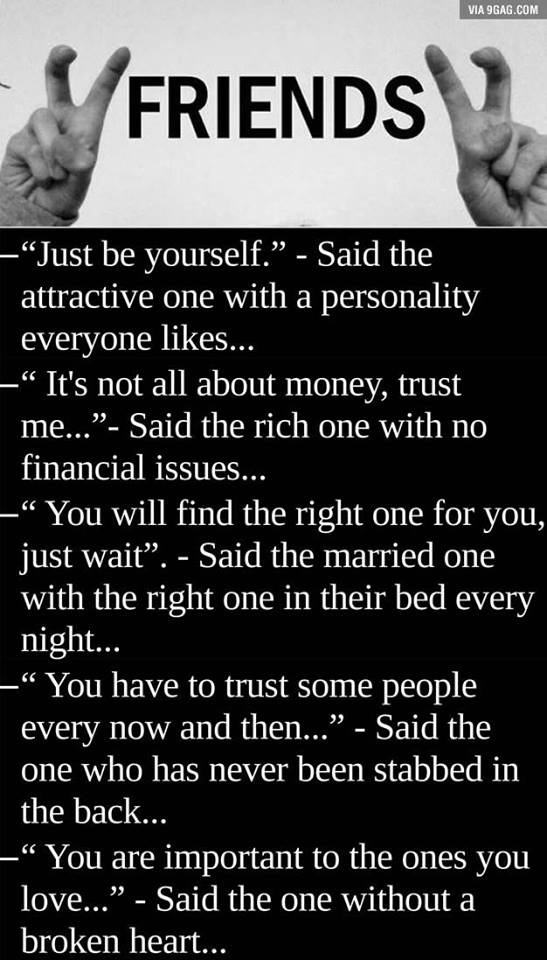 VIA 9GAG.COM
FRIENDS
–“Just be yourself.” - Said the
attractive one with a personality
everyone likes...
–“ It's not all about money, trust
me...”- Said the rich one with no
financial issues...
–“ You will find the right one for you,
just wait”. - Said the married one
with the right one in their bed every
night...
–“ You have to trust some people
every now and then...” - Said the
one who has never been stabbed in
the back...
–“ You are important to the ones you
love...” - Said the one without a
broken heart...